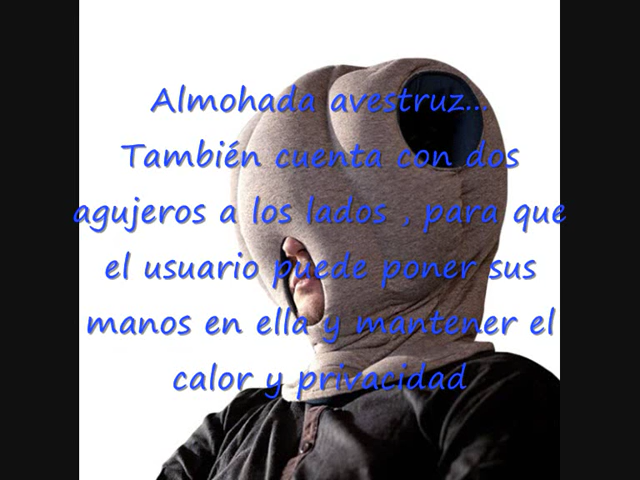 Almohada avestruz...
También cuenta con dos
agujeros a los lados , para que
el usuario puede poner sus
manos en ella y mantener el
calor y privacidad